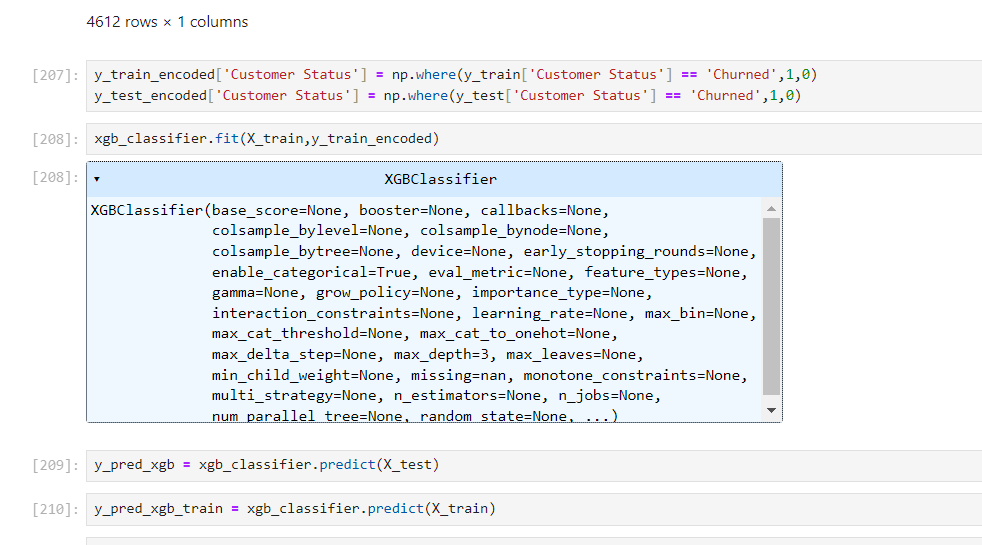 4612 rows × 1 columns
[207]: y_train_encoded['Customer Status'] = np.where(y_train['Customer Status'] == 'Churned',1,0)
y_test_encoded['Customer Status'] = np.where(y_test['Customer Status'] == 'Churned',1,0)
[208]: xgb_classifier.fit(X_train,y_train_encoded)
[208]: ▾ XGBClassifier
XGBClassifier(base_score=None, booster=None, callbacks=None,
colsample_bylevel=None, colsample_bynode=None,
colsample_bytree=None, device=None, early_stopping_rounds=None,
enable_categorical=True, eval_metric=None, feature_types=None,
gamma=None, grow_policy=None, importance_type=None,
interaction_constraints=None, learning_rate=None, max_bin=None,
max_cat_threshold=None, max_cat_to_onehot=None,
max_delta_step=None, max_depth=3, max_leaves=None,
min_child_weight=None, missing=nan, monotone_constraints=None,
multi_strategy=None, n_estimators=None, n_jobs=None,
num_parallel_tree=None, random_state=None, ...)
[209]: y_pred_xgb = xgb_classifier.predict(X_test)
[210]: y_pred_xgb_train = xgb_classifier.predict(X_train)